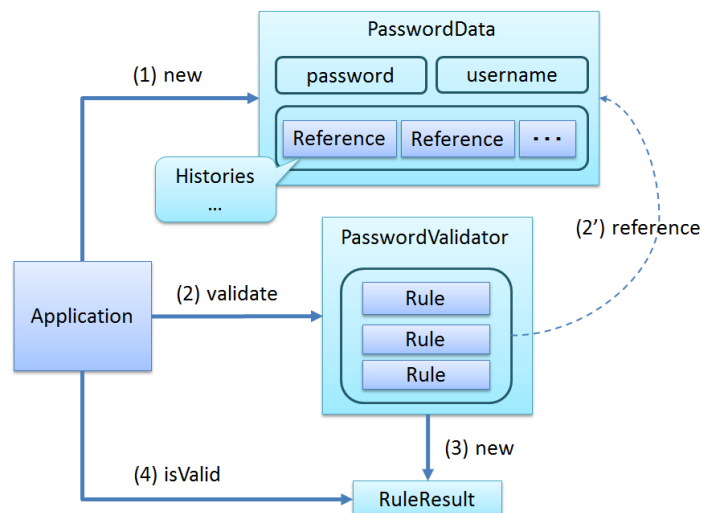 PasswordData
(1) new
password
username
Reference
Reference
･･･
Histories
...
(2’) reference
PasswordValidator
(2) validate
Application
Rule
Rule
Rule
(3) new
(4) isValid
RuleResult